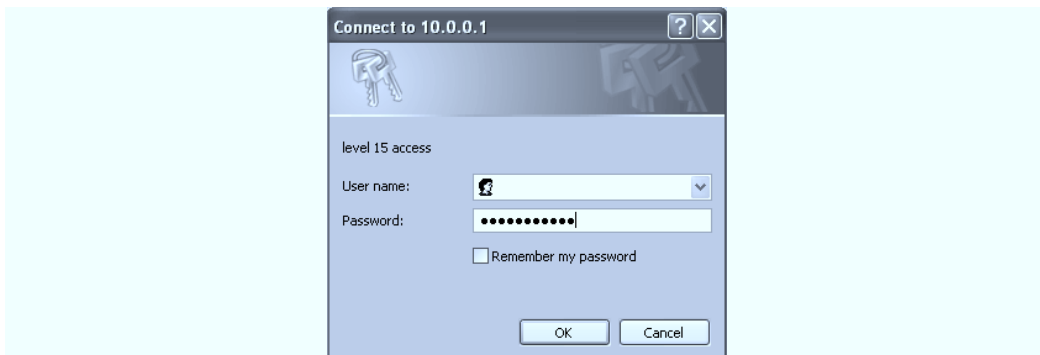 Connect to 10.0.0.1
level 15 access
User name:
Password:
●●●●●●●●●●●
Remember my password
OK
Cancel